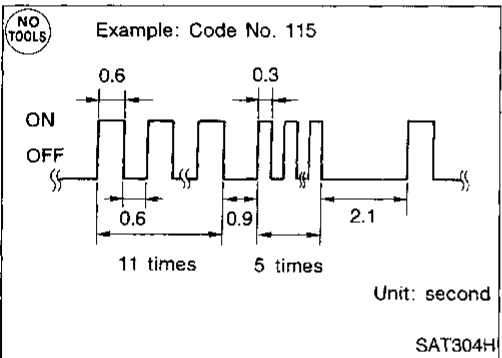 NO
TOOLS
Example: Code No. 115
0.6
0.3
ON
OFF
0.6
0.9
2.1
11 times
5 times
Unit: second
SAT304H